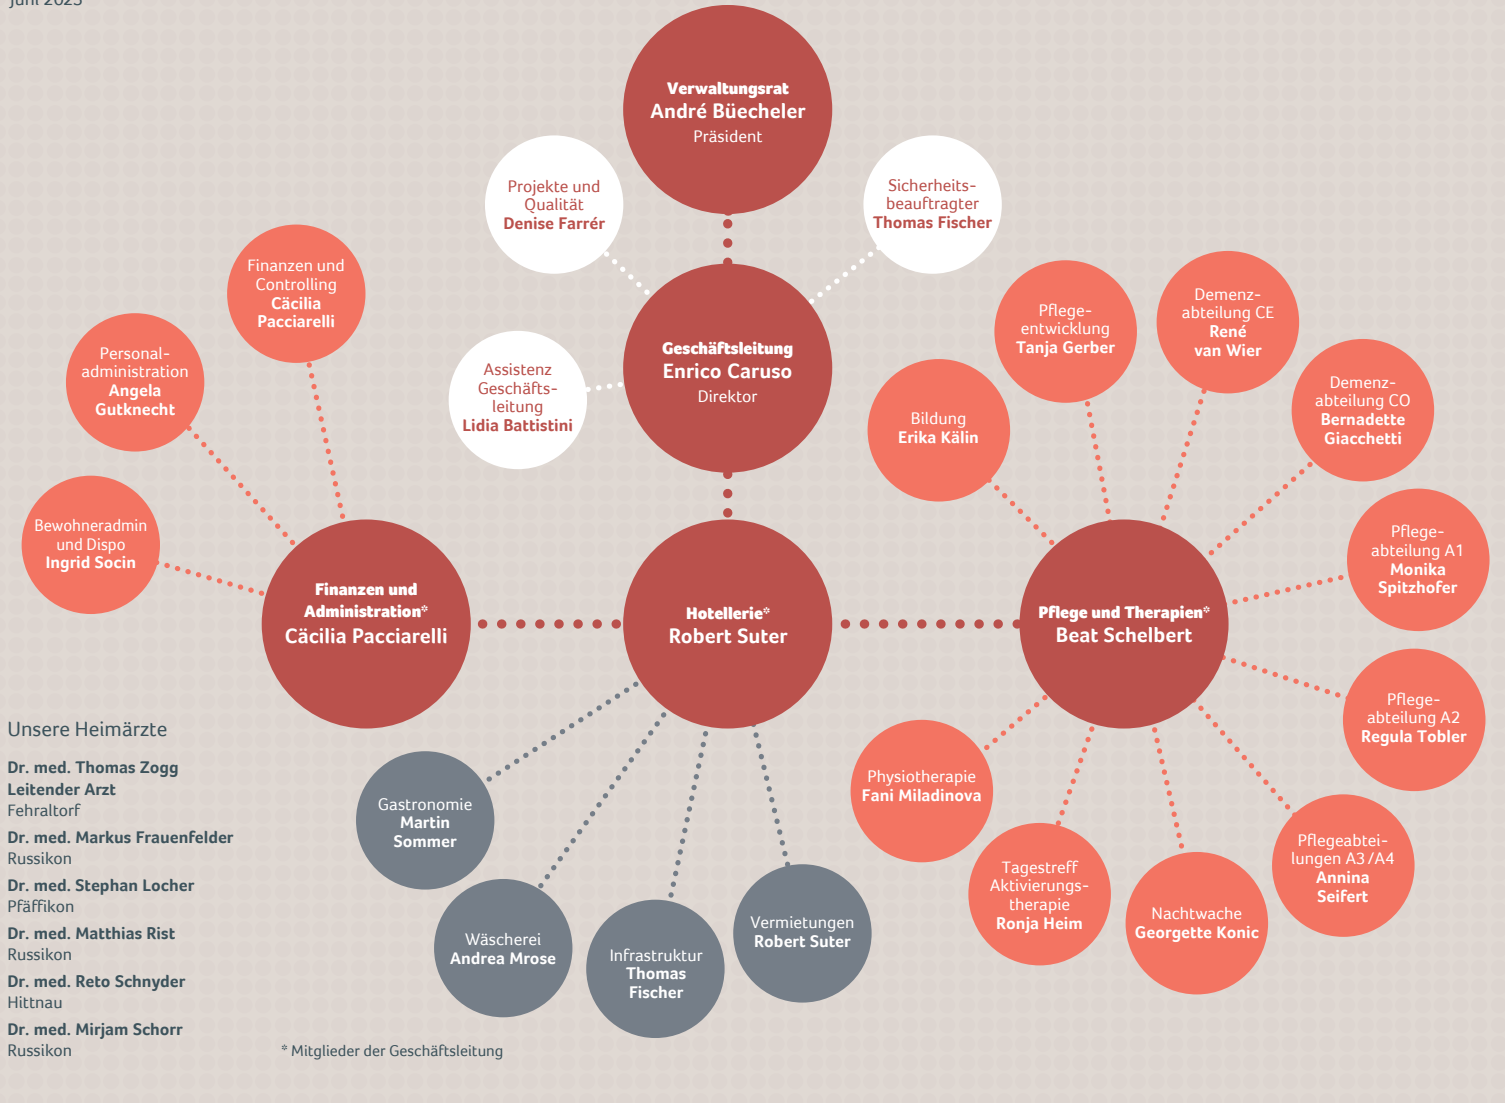 Juni 2023
Verwaltungsrat
André Büecheler
Präsident
Projekte und
Qualität
Denise Farrér
Sicherheits-
beauftragter
Thomas Fischer
Geschäftsleitung
Enrico Caruso
Direktor
Assistenz
Geschäfts-
leitung
Lidia Battistini
Finanzen und
Controlling
Cäcilia
Pacciarelli
Personal-
administration
Angela
Gutknecht
Bewohneradmin
und Dispo
Ingrid Socin
Finanzen und
Administration*
Cäcilia Pacciarelli
Hotellerie*
Robert Suter
Pflege und Therapien*
Beat Schelbert
Bildung
Erika Kälin
Pflege-
entwicklung
Tanja Gerber
Demenz-
abteilung CE
René
van Wier
Demenz-
abteilung CO
Bernadette
Giacchetti
Pflege-
abteilung A1
Monika
Spitzhofer
Pflege-
abteilung A2
Regula Tobler
Pflegeabtei-
lungen A3/A4
Annina
Seifert
Nachtwache
Georgette Konic
Tagestreff
Aktivierungs-
therapie
Ronja Heim
Physiotherapie
Fani Miladinova
Gastronomie
Martin
Sommer
Wäscherei
Andrea Mrose
Infrastruktur
Thomas
Fischer
Vermietungen
Robert Suter
Unsere Heimärzte
Dr. med. Thomas Zogg
Leitender Arzt
Fehraltorf
Dr. med. Markus Frauenfelder
Russikon
Dr. med. Stephan Locher
Pfäffikon
Dr. med. Matthias Rist
Russikon
Dr. med. Reto Schnyder
Hittnau
Dr. med. Mirjam Schorr
Russikon
* Mitglieder der Geschäftsleitung